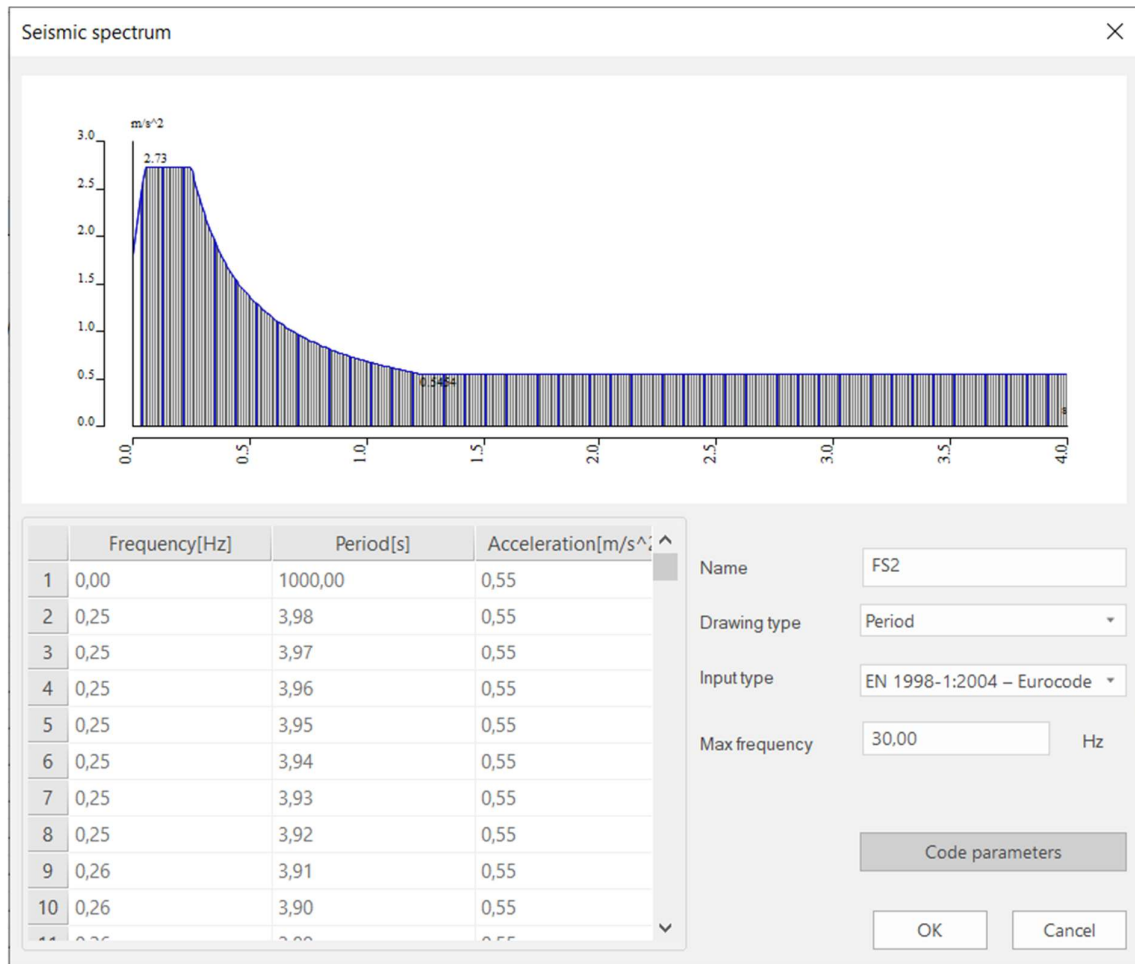 Seismic spectrum
m/s^2
3.0
2.73
2.5
2.0
1.5
1.0
0.5
0.5454
0.0
s
0.0 0.5 1.0 1.5 2.0 2.5 3.0 3.5 4.0
Frequency[Hz] Period[s] Acceleration[m/s^2
1 0,00 1000,00 0,55
2 0,25 3,98 0,55
3 0,25 3,97 0,55
4 0,25 3,96 0,55
5 0,25 3,95 0,55
6 0,25 3,94 0,55
7 0,25 3,93 0,55
8 0,25 3,92 0,55
9 0,26 3,91 0,55
10 0,26 3,90 0,55
Name FS2
Drawing type Period
Input type EN 1998-1:2004 – Eurocode
Max frequency 30,00 Hz
Code parameters
OK Cancel